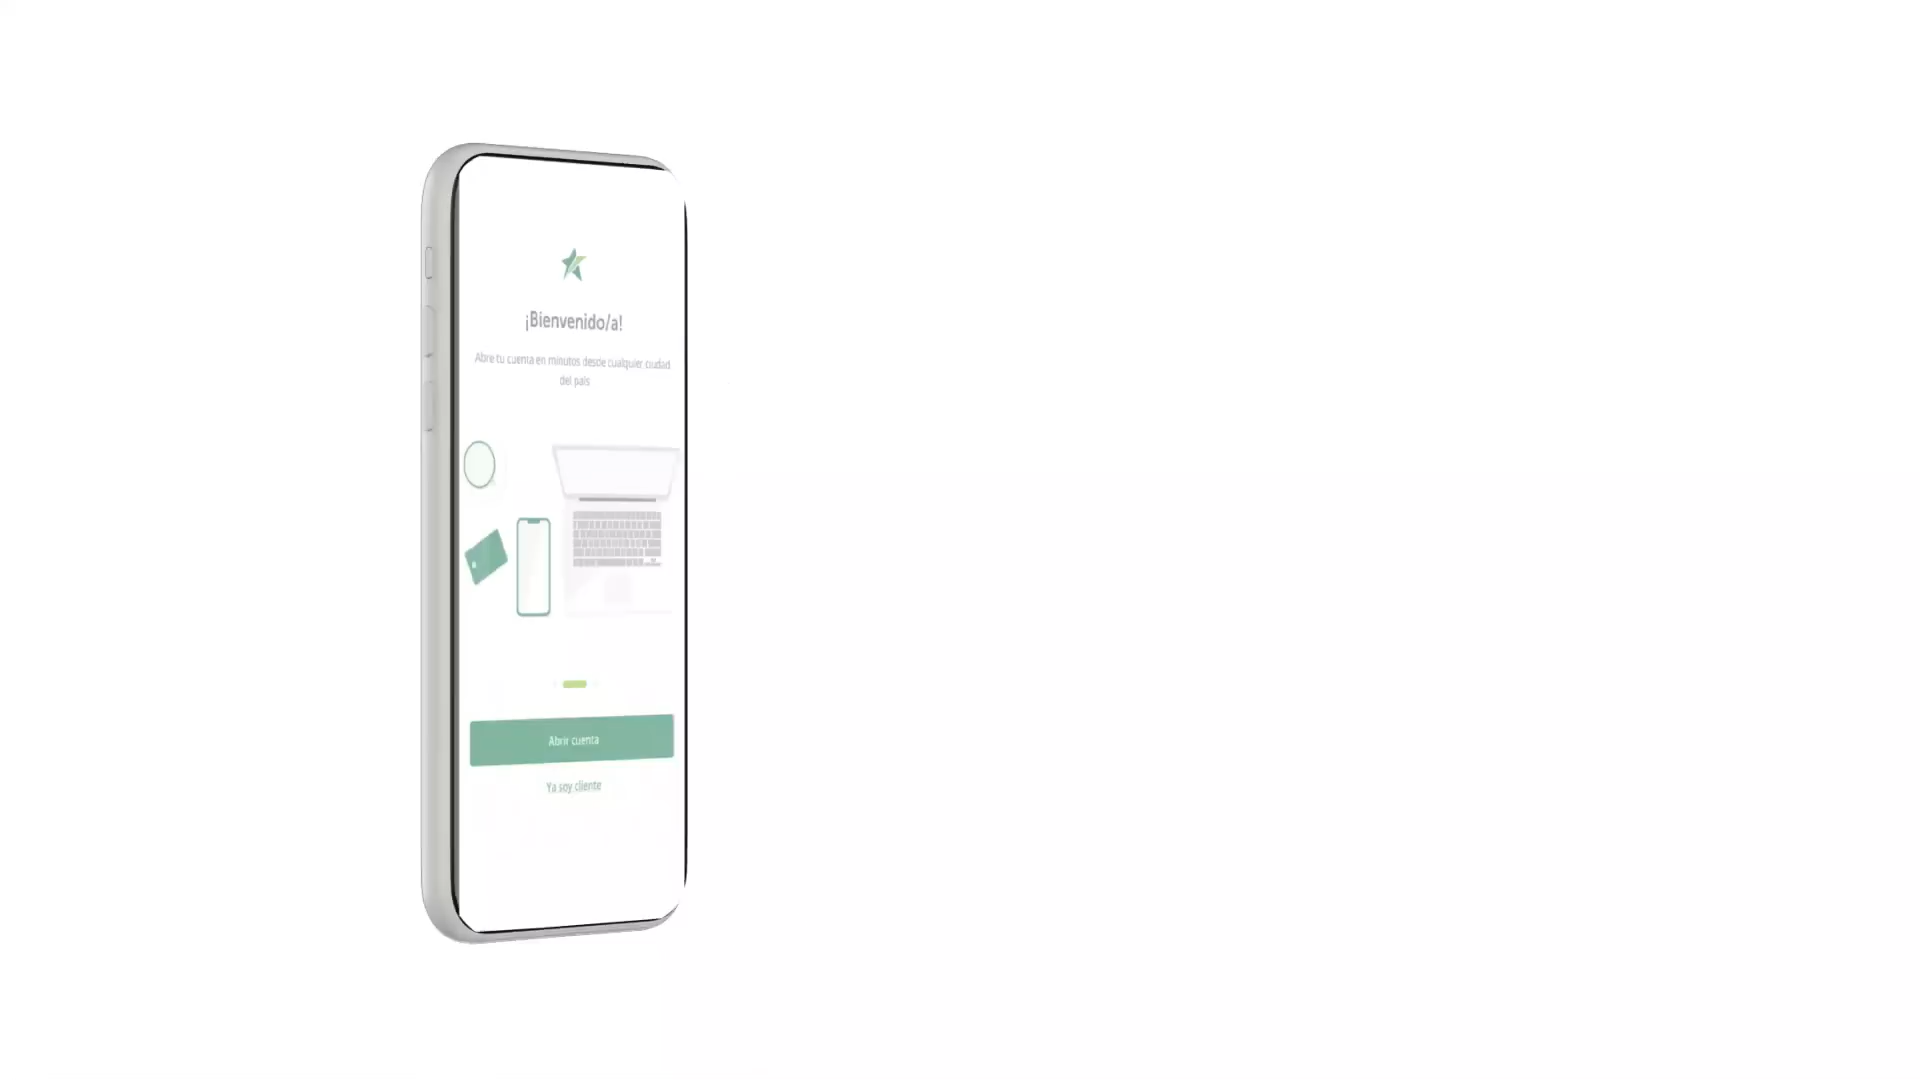 ¡Bienvenido/a!
Abre tu cuenta en minutos desde cualquier ciudad
del país
Abrir cuenta
Ya soy cliente